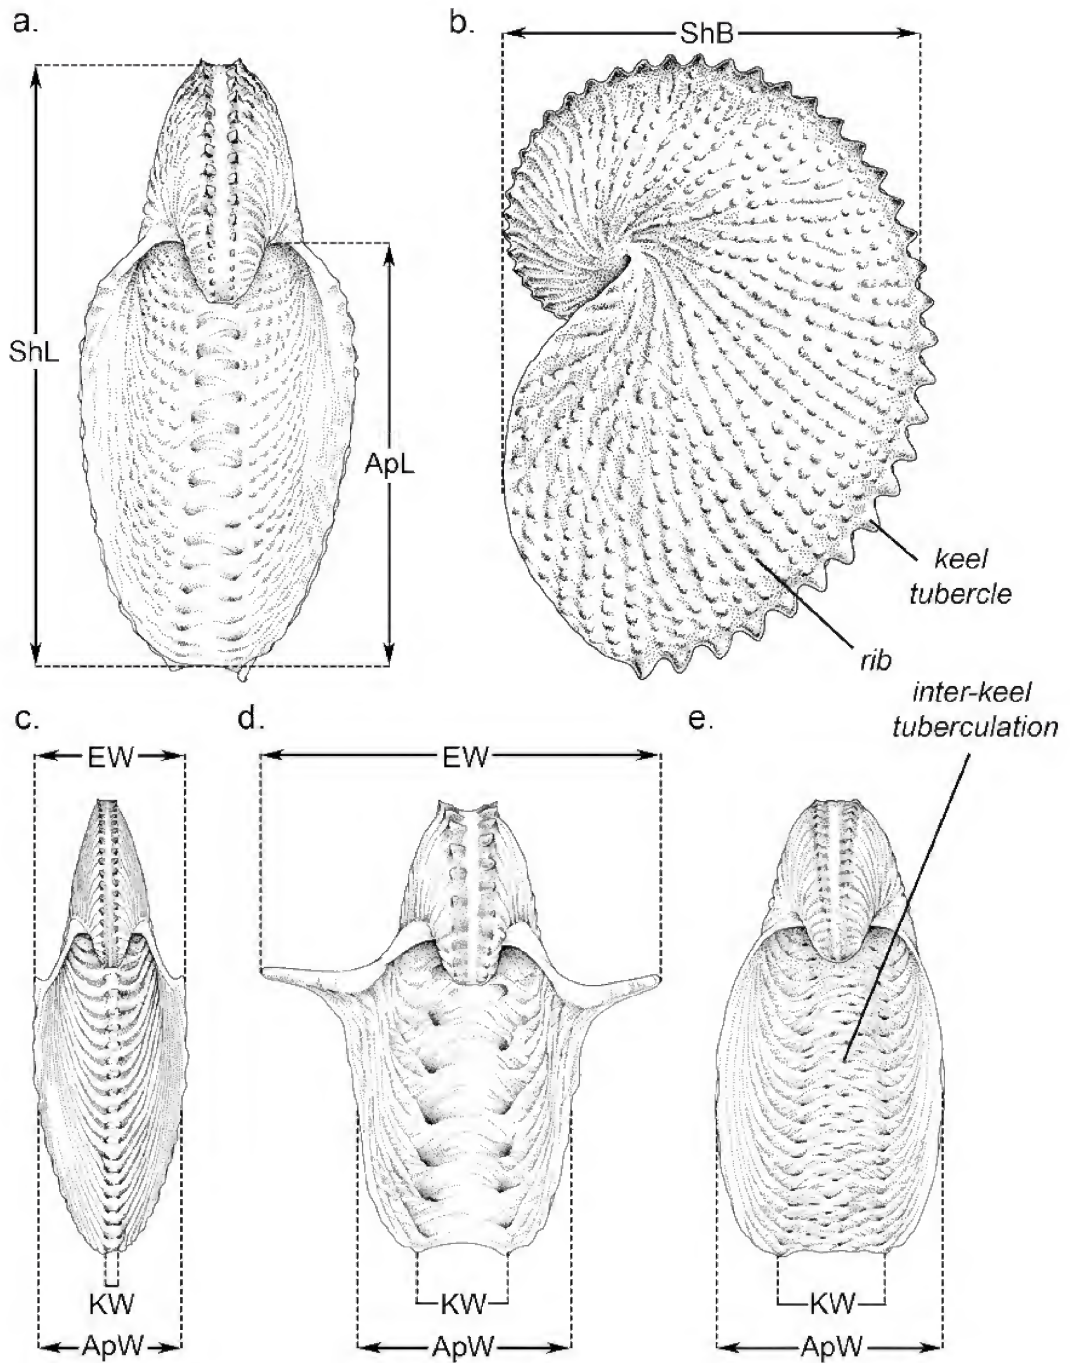 a.
b.
ShB
ShL
ApL
keel
tubercle
rib
inter-keel
tuberculation
c.
d.
e.
EW
EW
KW
KW
KW
ApW
ApW
ApW